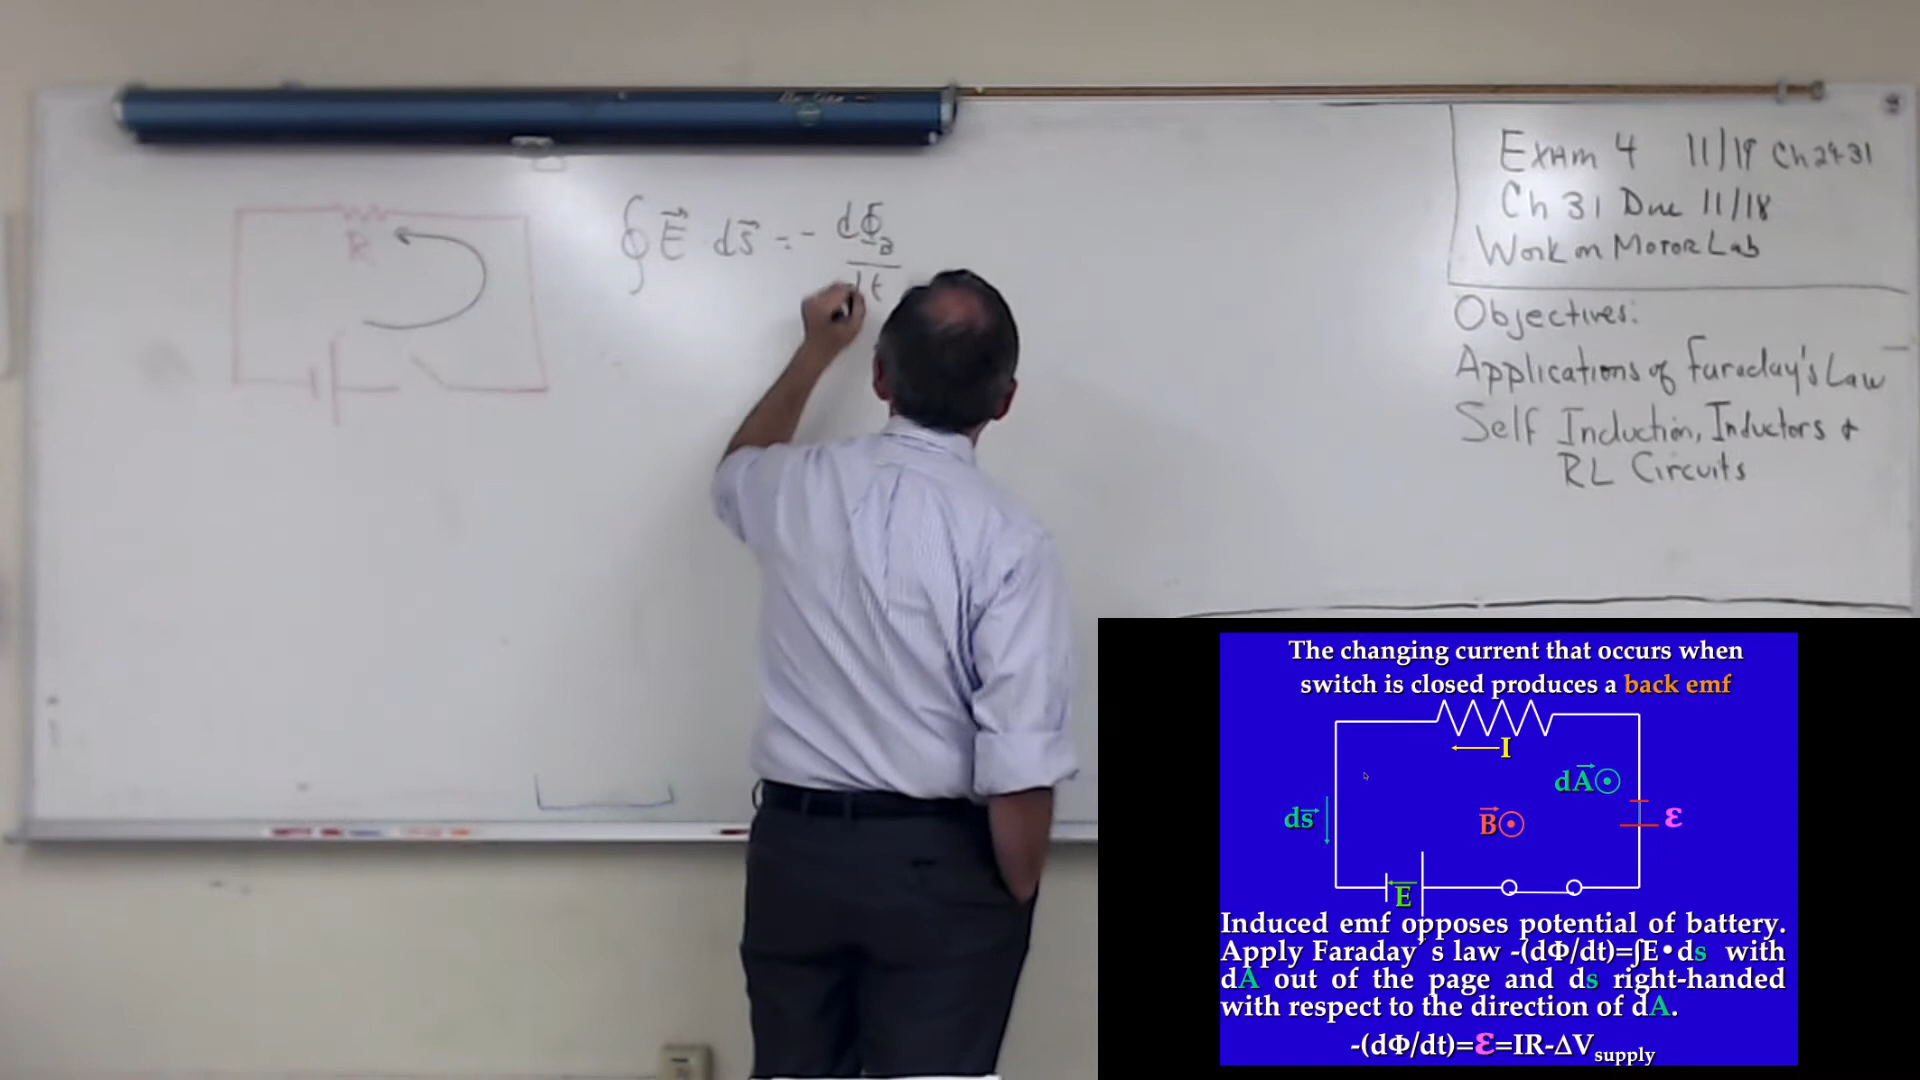 R
∮E⃗ ds⃗ = - dΦ_B
dt
Exam 4 11/19 Ch 29-31
Ch 31 Due 11/18
Work on Motor Lab
Objectives:
Applications of Faraday's Law
Self Induction, Inductors &
RL Circuits
The changing current that occurs when
switch is closed produces a back emf
I
dA⃗
ds⃗
B⃗
ε
E⃗
Induced emf opposes potential of battery.
Apply Faraday's law -(dΦ/dt)=∫E•ds with
dA out of the page and ds right-handed
with respect to the direction of dA.
-(dΦ/dt)=ε=IR-ΔVsupply